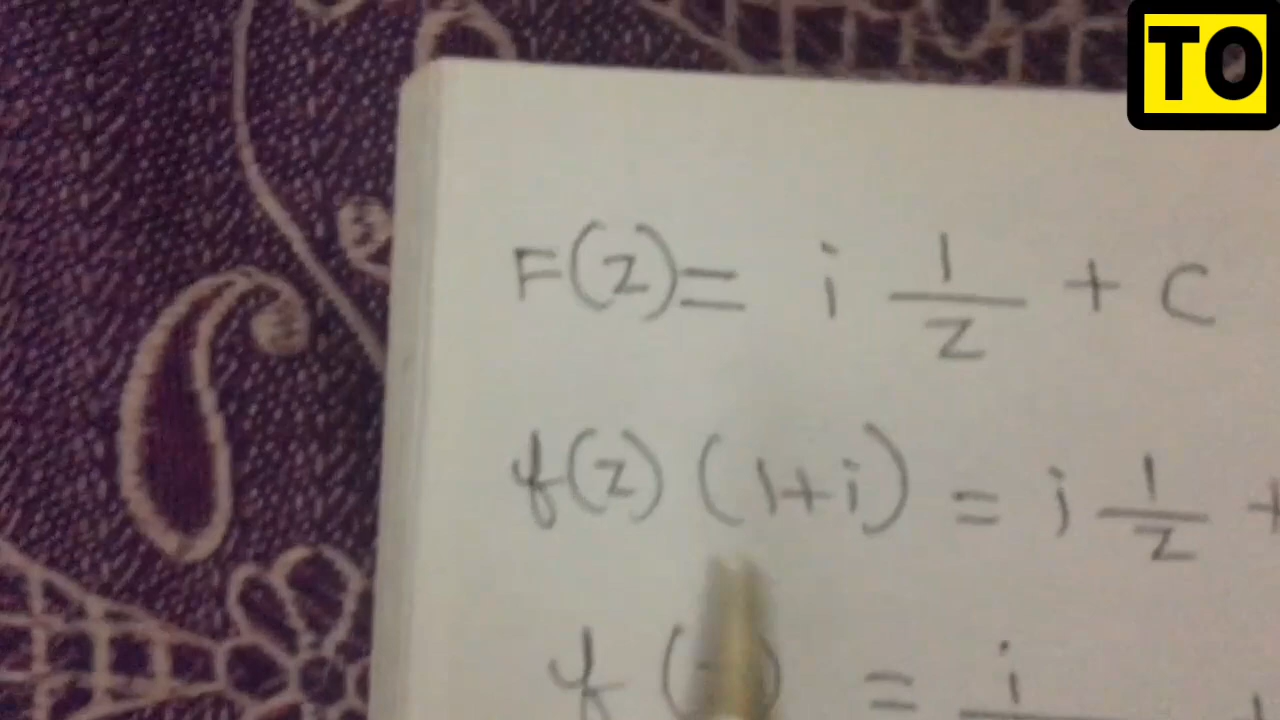 TO
F(z) = i 1/z + c
f(z) (1+i) = i 1/z +
f ( ) = i